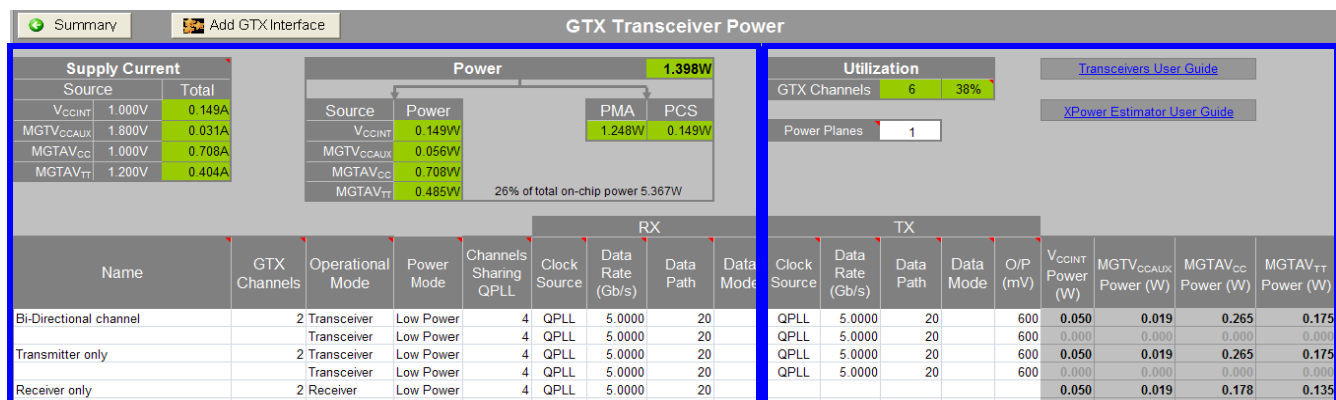 Summary Add GTX Interface GTX Transceiver Power
Supply Current
Source Total
VCCINT 1.000V 0.149A
MGTVCCAUX 1.800V 0.031A
MGTAVCC 1.000V 0.708A
MGTAVTT 1.200V 0.404A
Power 1.398W
Source Power PMA PCS
VCCINT 0.149W 1.248W 0.149W
MGTVCCAUX 0.056W
MGTAVCC 0.708W
MGTAVTT 0.485W 26% of total on-chip power 5.367W
Utilization
GTX Channels 6 38%
Power Planes 1
Transceivers User Guide
XPower Estimator User Guide
RX TX
Name GTX Channels Operational Mode Power Mode Channels Sharing QPLL Clock Source Data Rate (Gb/s) Data Path Data Mode Clock Source Data Rate (Gb/s) Data Path Data Mode O/P (mV) VCCINT Power (W) MGTVCCAUX Power (W) MGTAVCC Power (W) MGTAVTT Power (W)
Bi-Directional channel 2 Transceiver Low Power 4 QPLL 5.0000 20 QPLL 5.0000 20 600 0.050 0.019 0.265 0.175
Transceiver Low Power 4 QPLL 5.0000 20 QPLL 5.0000 20 600 0.000 0.000 0.000 0.000
Transmitter only 2 Transceiver Low Power 4 QPLL 5.0000 20 QPLL 5.0000 20 600 0.050 0.019 0.265 0.175
Transceiver Low Power 4 QPLL 5.0000 20 QPLL 5.0000 20 600 0.000 0.000 0.000 0.000
Receiver only 2 Receiver Low Power 4 QPLL 5.0000 20 0.050 0.019 0.178 0.135